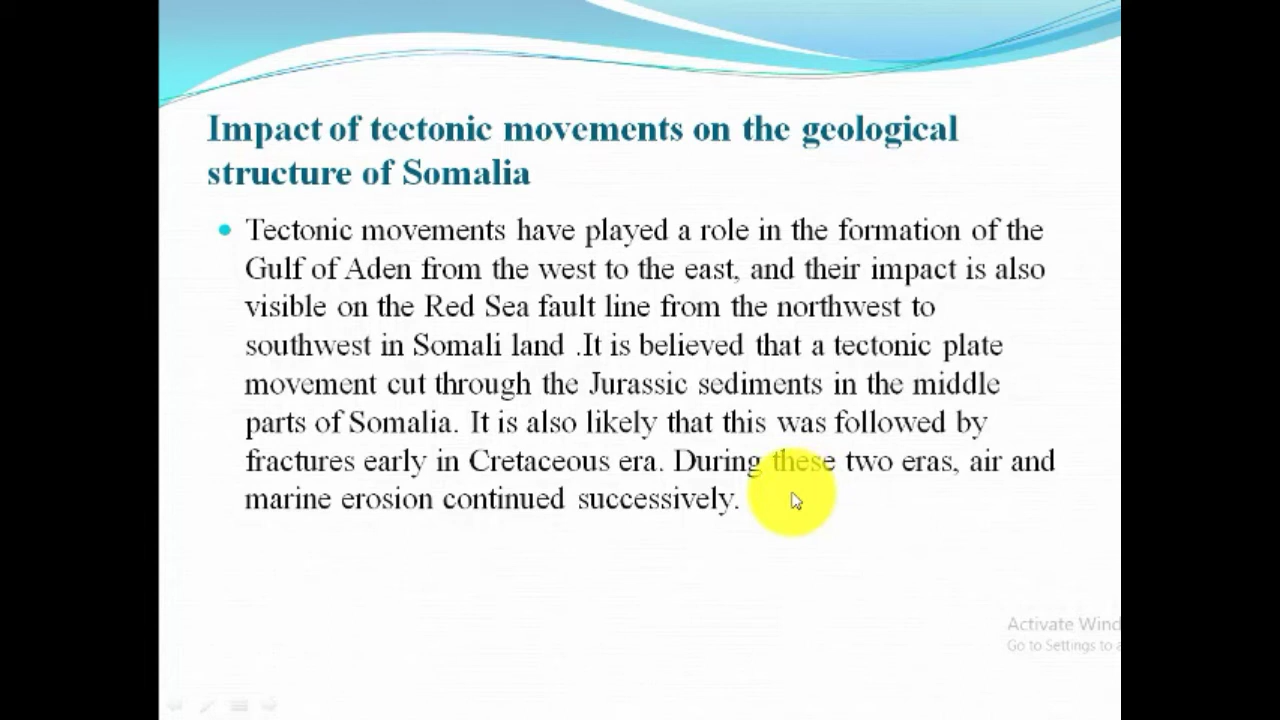 Impact of tectonic movements on the geological
structure of Somalia
Tectonic movements have played a role in the formation of the
Gulf of Aden from the west to the east, and their impact is also
visible on the Red Sea fault line from the northwest to
southwest in Somali land .It is believed that a tectonic plate
movement cut through the Jurassic sediments in the middle
parts of Somalia. It is also likely that this was followed by
fractures early in Cretaceous era. During these two eras, air and
marine erosion continued successively.
Activate Wind
Go to Settings to a